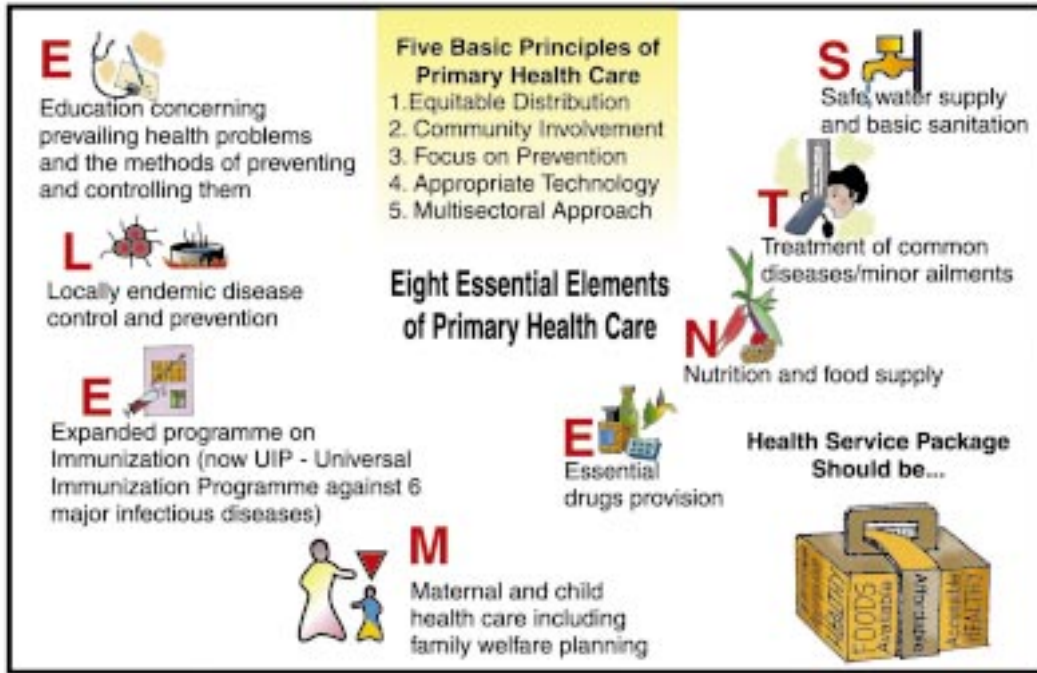 E
Education concerning
prevailing health problems
and the methods of preventing
and controlling them
L
Locally endemic disease
control and prevention
E
Expanded programme on
Immunization (now UIP - Universal
Immunization Programme against 6
major infectious diseases)
M
Maternal and child
health care including
family welfare planning
Five Basic Principles of
Primary Health Care
1.Equitable Distribution
2. Community Involvement
3. Focus on Prevention
4. Appropriate Technology
5. Multisectoral Approach
Eight Essential Elements
of Primary Health Care
E
Essential
drugs provision
N
Nutrition and food supply
T
Treatment of common
diseases/minor ailments
S
Safe water supply
and basic sanitation
Health Service Package
Should be...
FOODS
Available
Affordable
HEALTHY